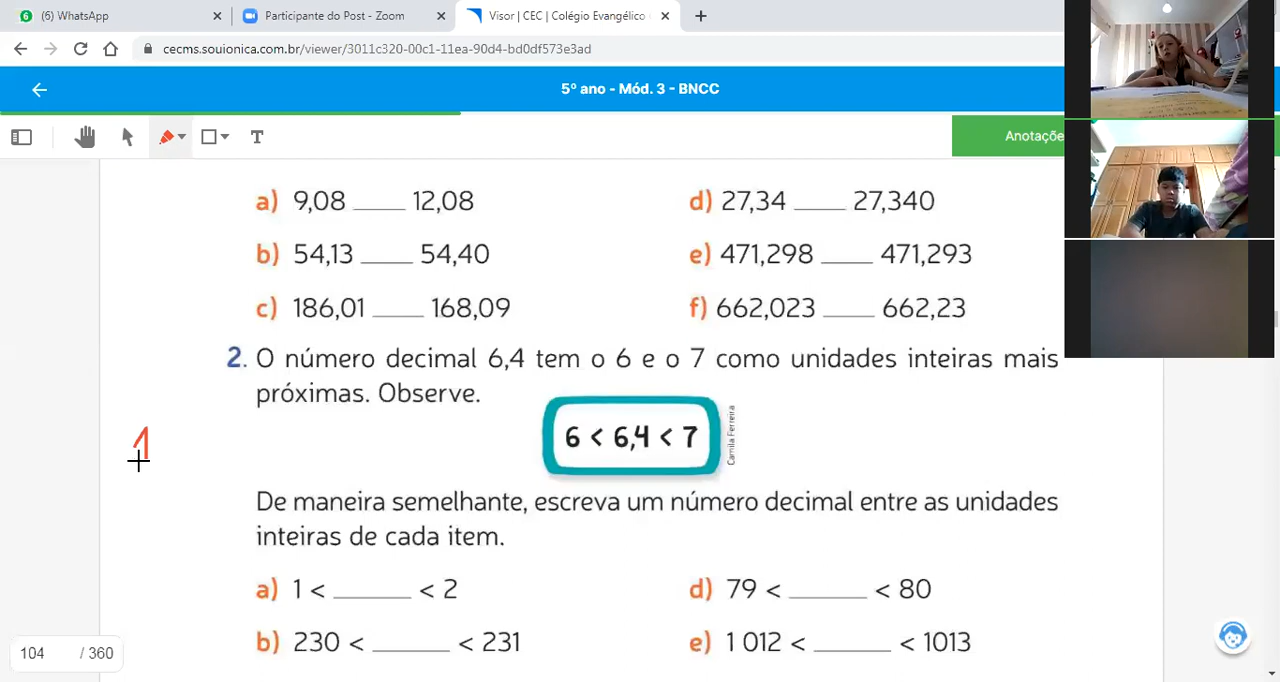 (6) WhatsApp
Participante do Post - Zoom
Visor | CEC | Colégio Evangélico
cecms.souionica.com.br/viewer/3011c320-00c1-11ea-90d4-bd0df573e3ad
5º ano - Mód. 3 - BNCC
T
Anotaçõe
a) 9,08 ____ 12,08
d) 27,34 ____ 27,340
b) 54,13 ____ 54,40
e) 471,298 ____ 471,293
c) 186,01 ____ 168,09
f) 662,023 ____ 662,23
2. O número decimal 6,4 tem o 6 e o 7 como unidades inteiras mais
próximas. Observe.
6 < 6,4 < 7
Camila Ferreira
1
De maneira semelhante, escreva um número decimal entre as unidades
inteiras de cada item.
a) 1 < ______ < 2
d) 79 < ______ < 80
b) 230 < ______ < 231
e) 1 012 < ______ < 1013
104 / 360